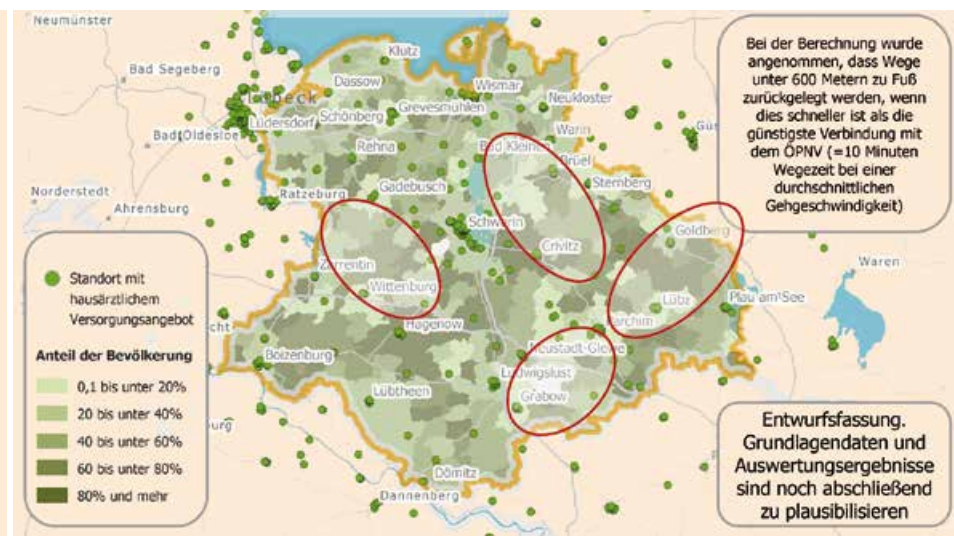 Neumünster
Bad Segeberg
Lübeck
Bad Oldesloe
Norderstedt
Ahrensburg
Klütz
Dassow
Wismar
Neukloster
Grevesmühlen
Lüdersdorf
Schönberg
Warin
Rehna
Bad Kleinen
Brüel
Sternberg
Ratzeburg
Gadebusch
Schwerin
Goldberg
Crivitz
Waren
Zarrentin
Wittenburg
Lübz
Plau am See
Parchim
Hagenow
Neustadt-Glewe
Boizenburg
Ludwigslust
Lübtheen
Grabow
Dömitz
Dannenberg
Bei der Berechnung wurde
angenommen, dass Wege
unter 600 Metern zu Fuß
zurückgelegt werden, wenn
dies schneller ist als die
günstigste Verbindung mit
dem ÖPNV (=10 Minuten
Wegezeit bei einer
durchschnittlichen
Gehgeschwindigkeit)
Standort mit
hausärztlichem
Versorgungsangebot
Anteil der Bevölkerung
0,1 bis unter 20%
20 bis unter 40%
40 bis unter 60%
60 bis unter 80%
80% und mehr
Entwurfsfassung.
Grundlagendaten und
Auswertungsergebnisse
sind noch abschließend
zu plausibilisieren